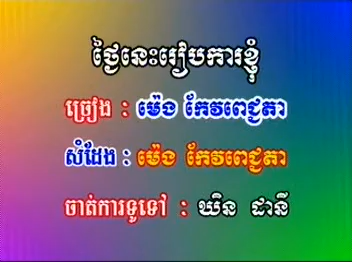 ថ្ងៃនេះរៀបការខ្ញុំ
ច្រៀង : ម៉េង កែវពេជ្ជតា
សំដែង : ម៉េង កែវពេជ្ជតា
ចាត់ការទូទៅ : ឃិន ដានី